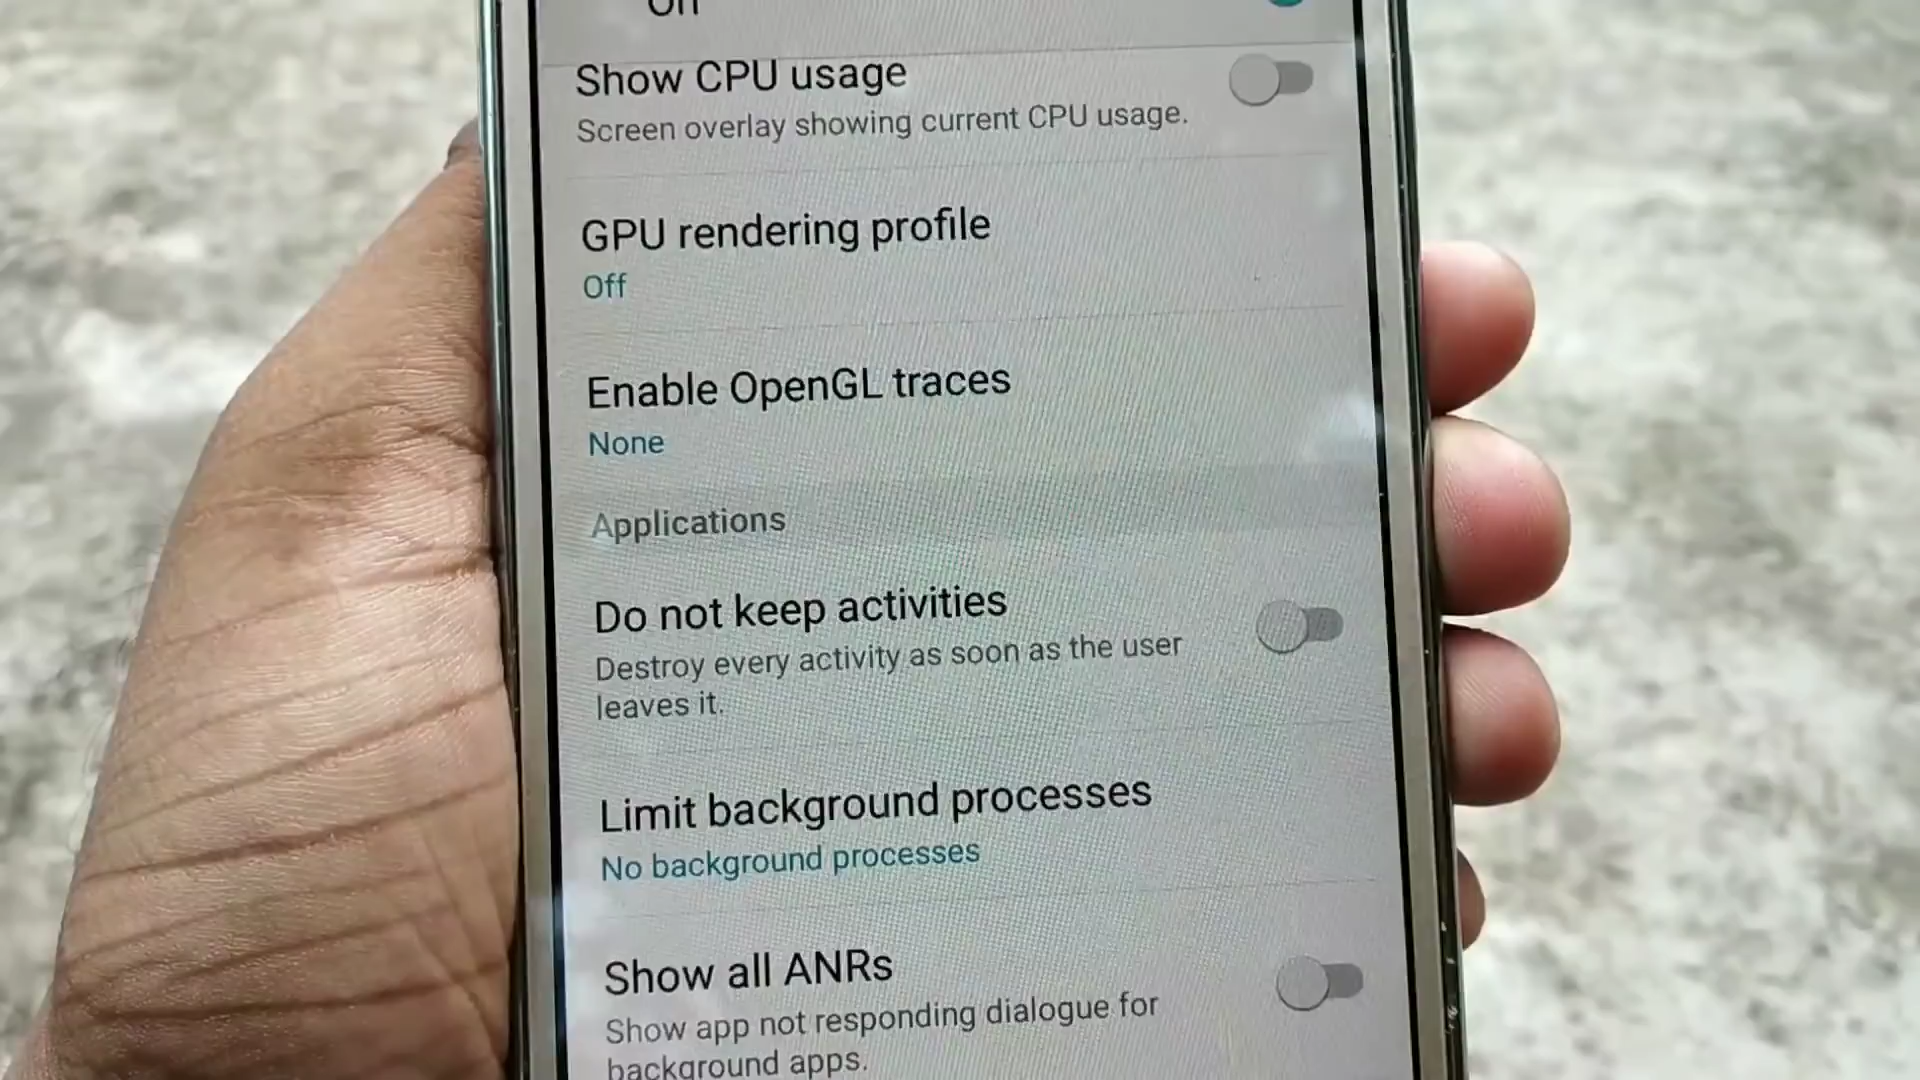 On
Show CPU usage
Screen overlay showing current CPU usage.
GPU rendering profile
Off
Enable OpenGL traces
None
Applications
Do not keep activities
Destroy every activity as soon as the user
leaves it.
Limit background processes
No background processes
Show all ANRs
Show app not responding dialogue for
background apps.